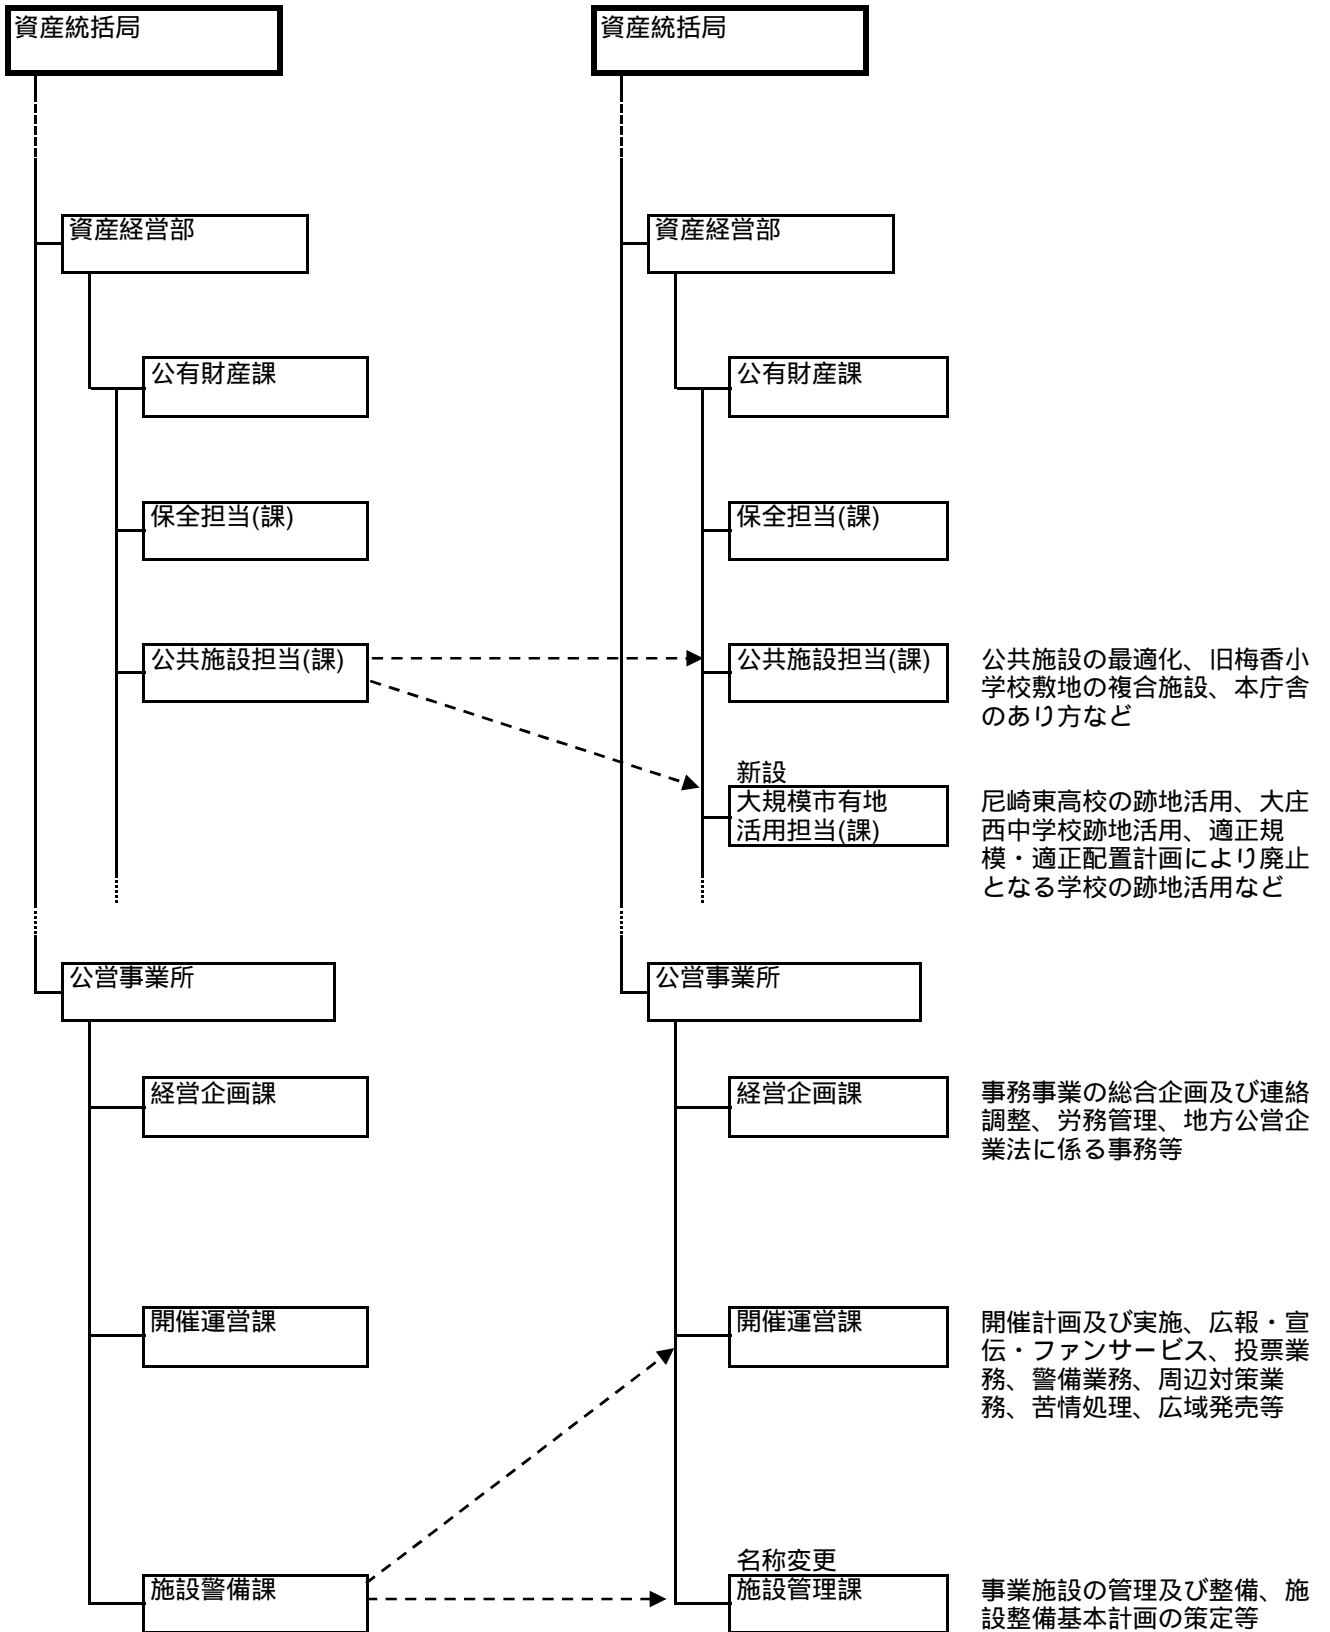 資産統括局
資産統括局
資産経営部
資産経営部
公有財産課
公有財産課
保全担当(課)
保全担当(課)
公共施設担当(課)
公共施設担当(課)
公共施設の最適化、旧梅香小
学校敷地の複合施設、本庁舎
のあり方など
新設
大規模市有地
活用担当(課)
尼崎東高校の跡地活用、大庄
西中学校跡地活用、適正規
模・適正配置計画により廃止
となる学校の跡地活用など
公営事業所
公営事業所
経営企画課
経営企画課
事務事業の総合企画及び連絡
調整、労務管理、地方公営企
業法に係る事務等
開催運営課
開催運営課
開催計画及び実施、広報・宣
伝・ファンサービス、投票業
務、警備業務、周辺対策業
務、苦情処理、広域発売等
施設警備課
名称変更
施設管理課
事業施設の管理及び整備、施
設整備基本計画の策定等